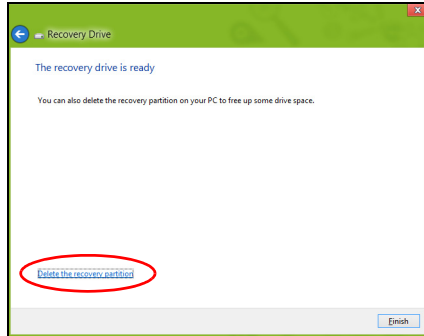 Recovery Drive
The recovery drive is ready
You can also delete the recovery partition on your PC to free up some drive space.
Delete the recovery partition
Finish